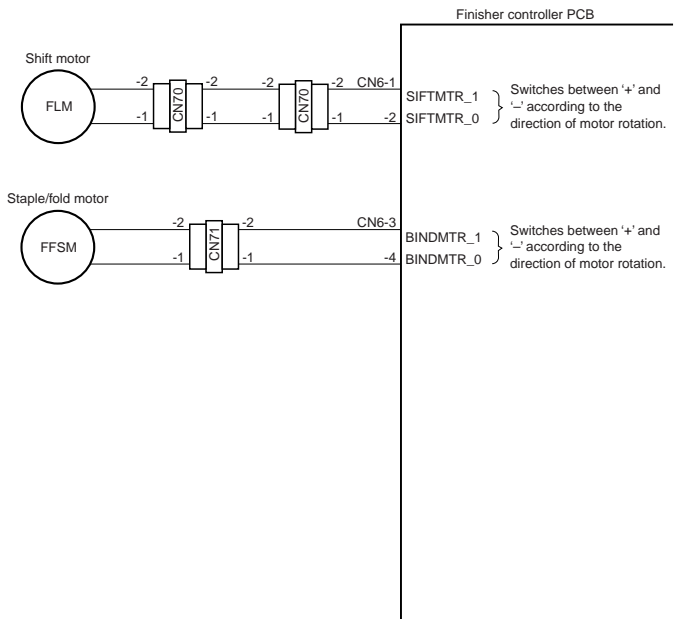 Finisher controller PCB
Shift motor
FLM
-2 CN70 -2 -2 CN70 -2 CN6-1 SIFTMTR_1
-1 -1 -1 -1 -2 SIFTMTR_0
Switches between ‘+’ and
‘–’ according to the
direction of motor rotation.
Staple/fold motor
FFSM
-2 CN71 -2 CN6-3 BINDMTR_1
-1 -1 -4 BINDMTR_0
Switches between ‘+’ and
‘–’ according to the
direction of motor rotation.